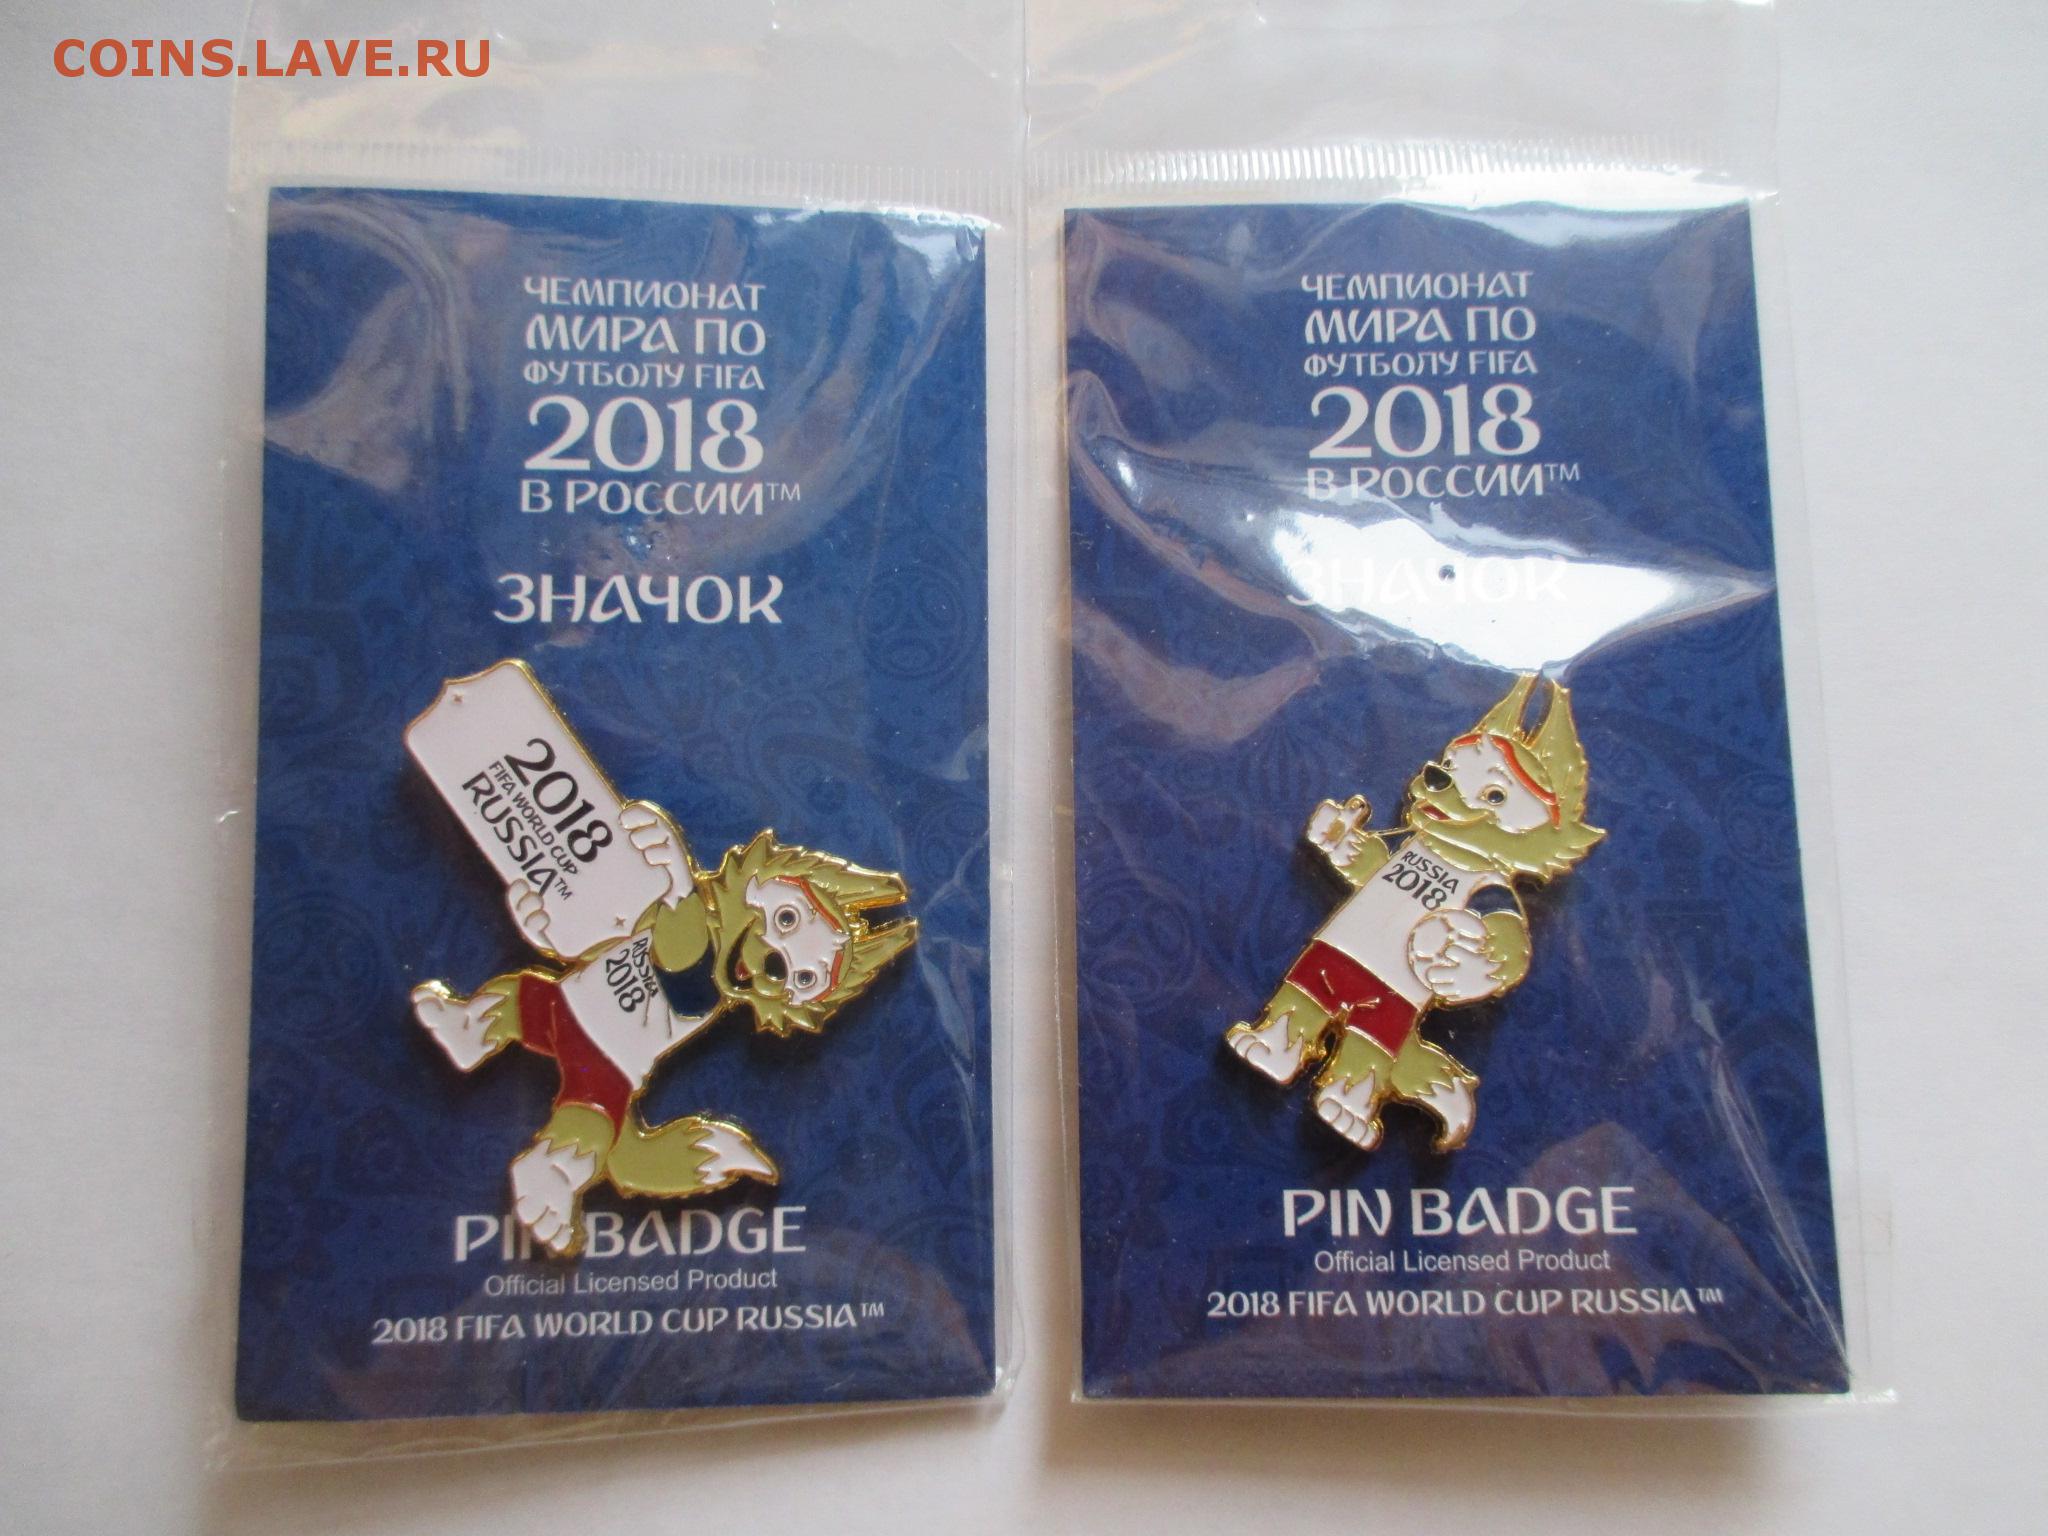 COINS.LAVE.RU
ЧЕМПИОНАТ
МИРА ПО
ФУТБОЛУ FIFA
2018
В РОССИИ™
ЗНАЧОК
2018
FIFA WORLD CUP
RUSSIA™
RUSSIA
2018
PIN BADGE
Official Licensed Product
2018 FIFA WORLD CUP RUSSIA™
ЧЕМПИОНАТ
МИРА ПО
ФУТБОЛУ FIFA
2018
В РОССИИ™
ЗНАЧОК
RUSSIA
2018
PIN BADGE
Official Licensed Product
2018 FIFA WORLD CUP RUSSIA™